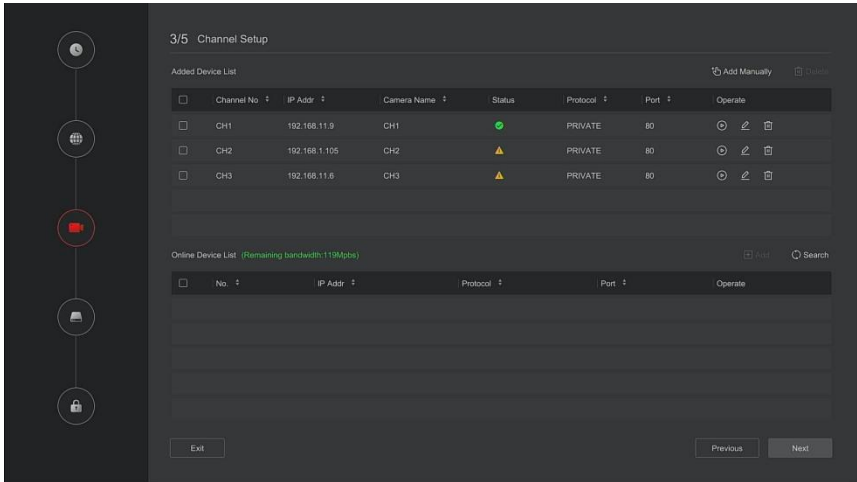 3/5 Channel Setup
Added Device List Add Manually Delete
Channel No IP Addr Camera Name Status Protocol Port Operate
CH1 192.168.11.9 CH1 PRIVATE 80
CH2 192.168.1.105 CH2 PRIVATE 80
CH3 192.168.11.6 CH3 PRIVATE 80
Online Device List (Remaining bandwidth:119Mpbs) Add Search
No. IP Addr Protocol Port Operate
Exit Previous Next